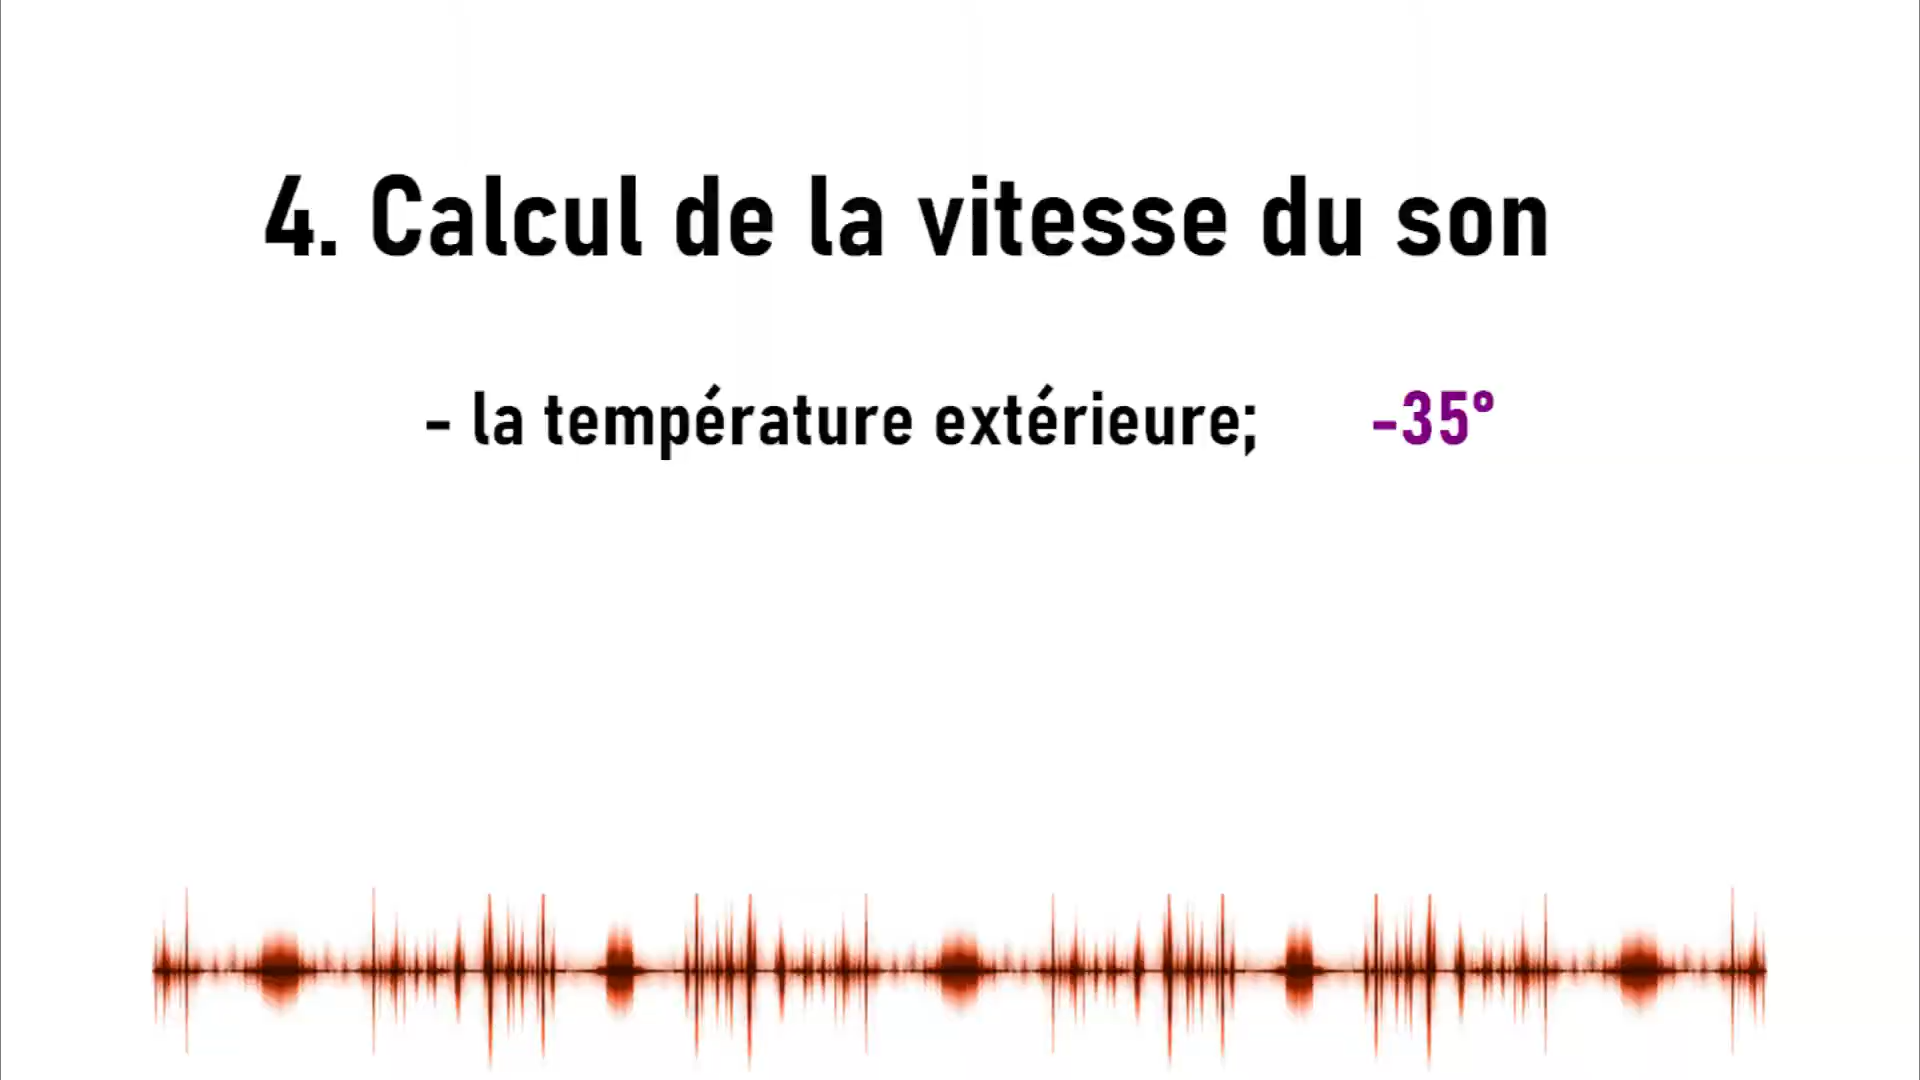 4. Calcul de la vitesse du son
- la température extérieure; -35°